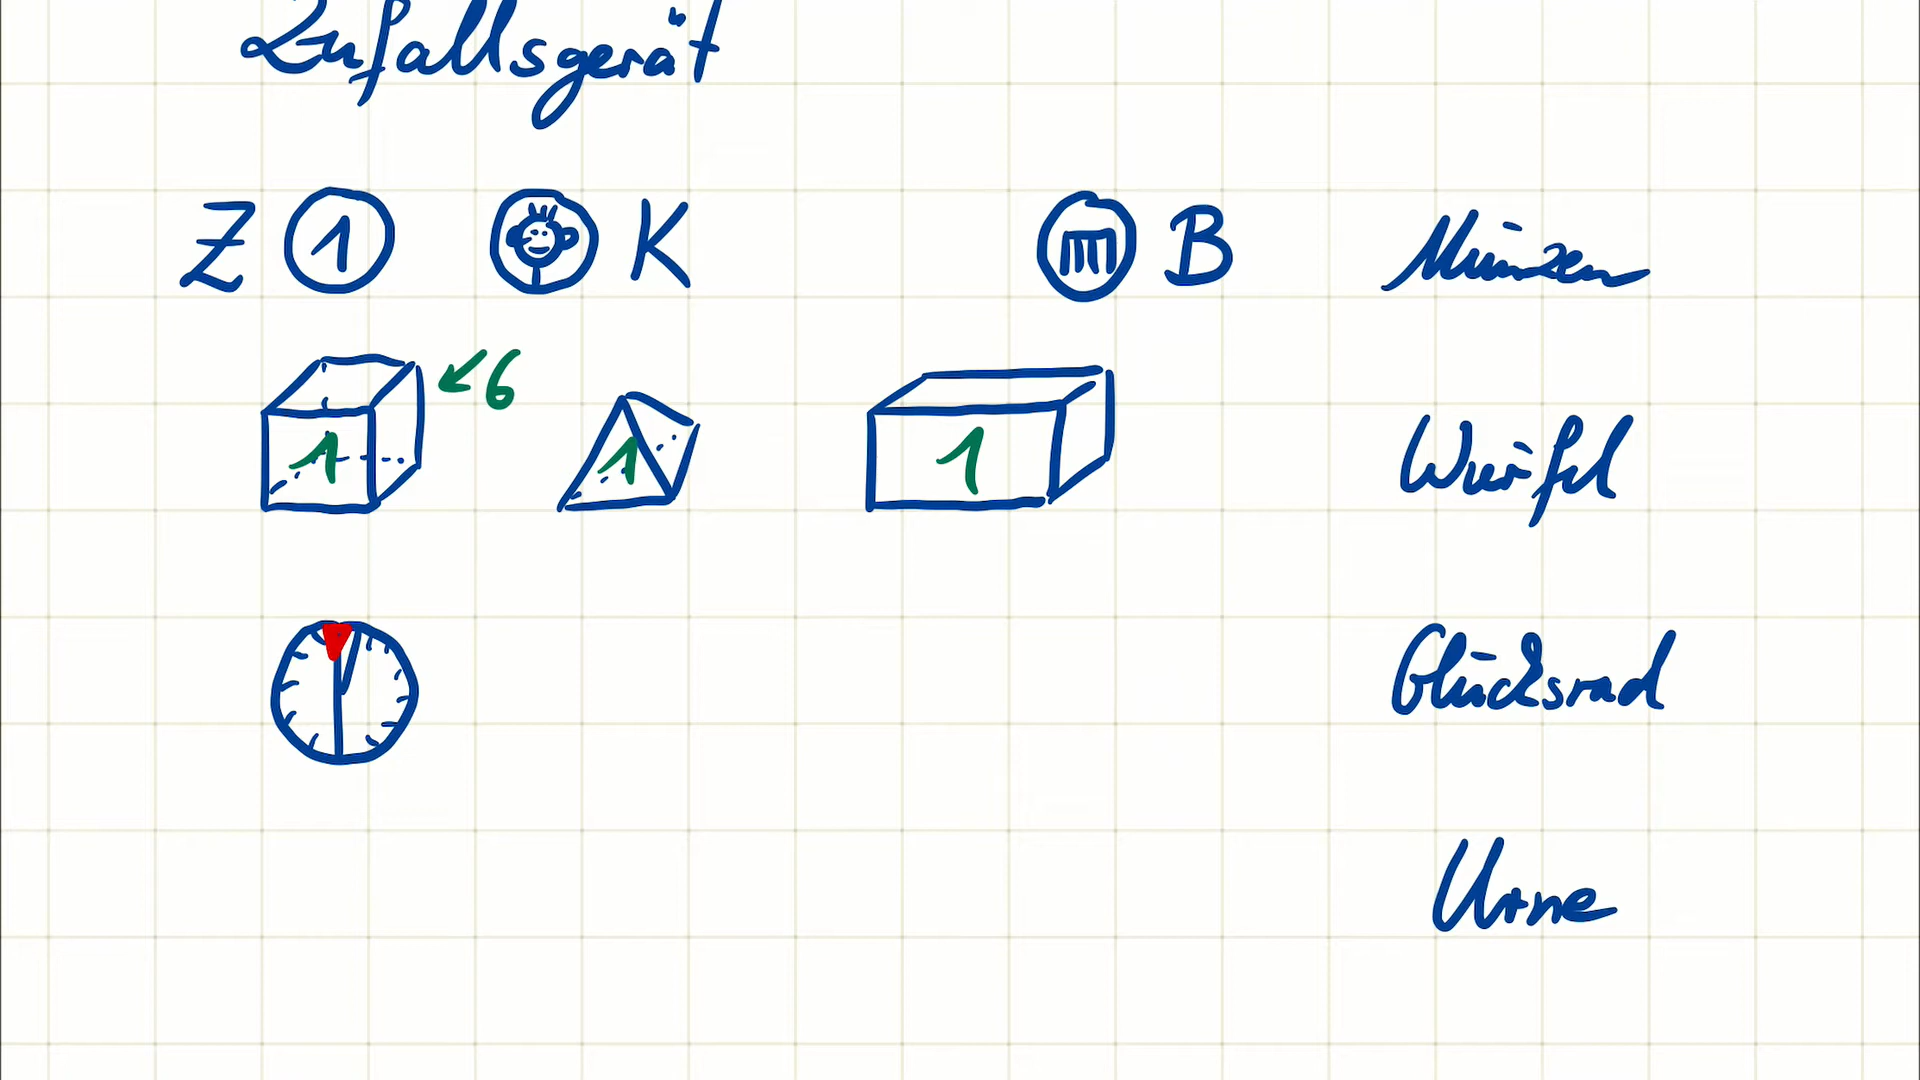 Zufallsgerät
Z 1 K B Münzen
6
1 1 1 Würfel
Glücksrad
Urne